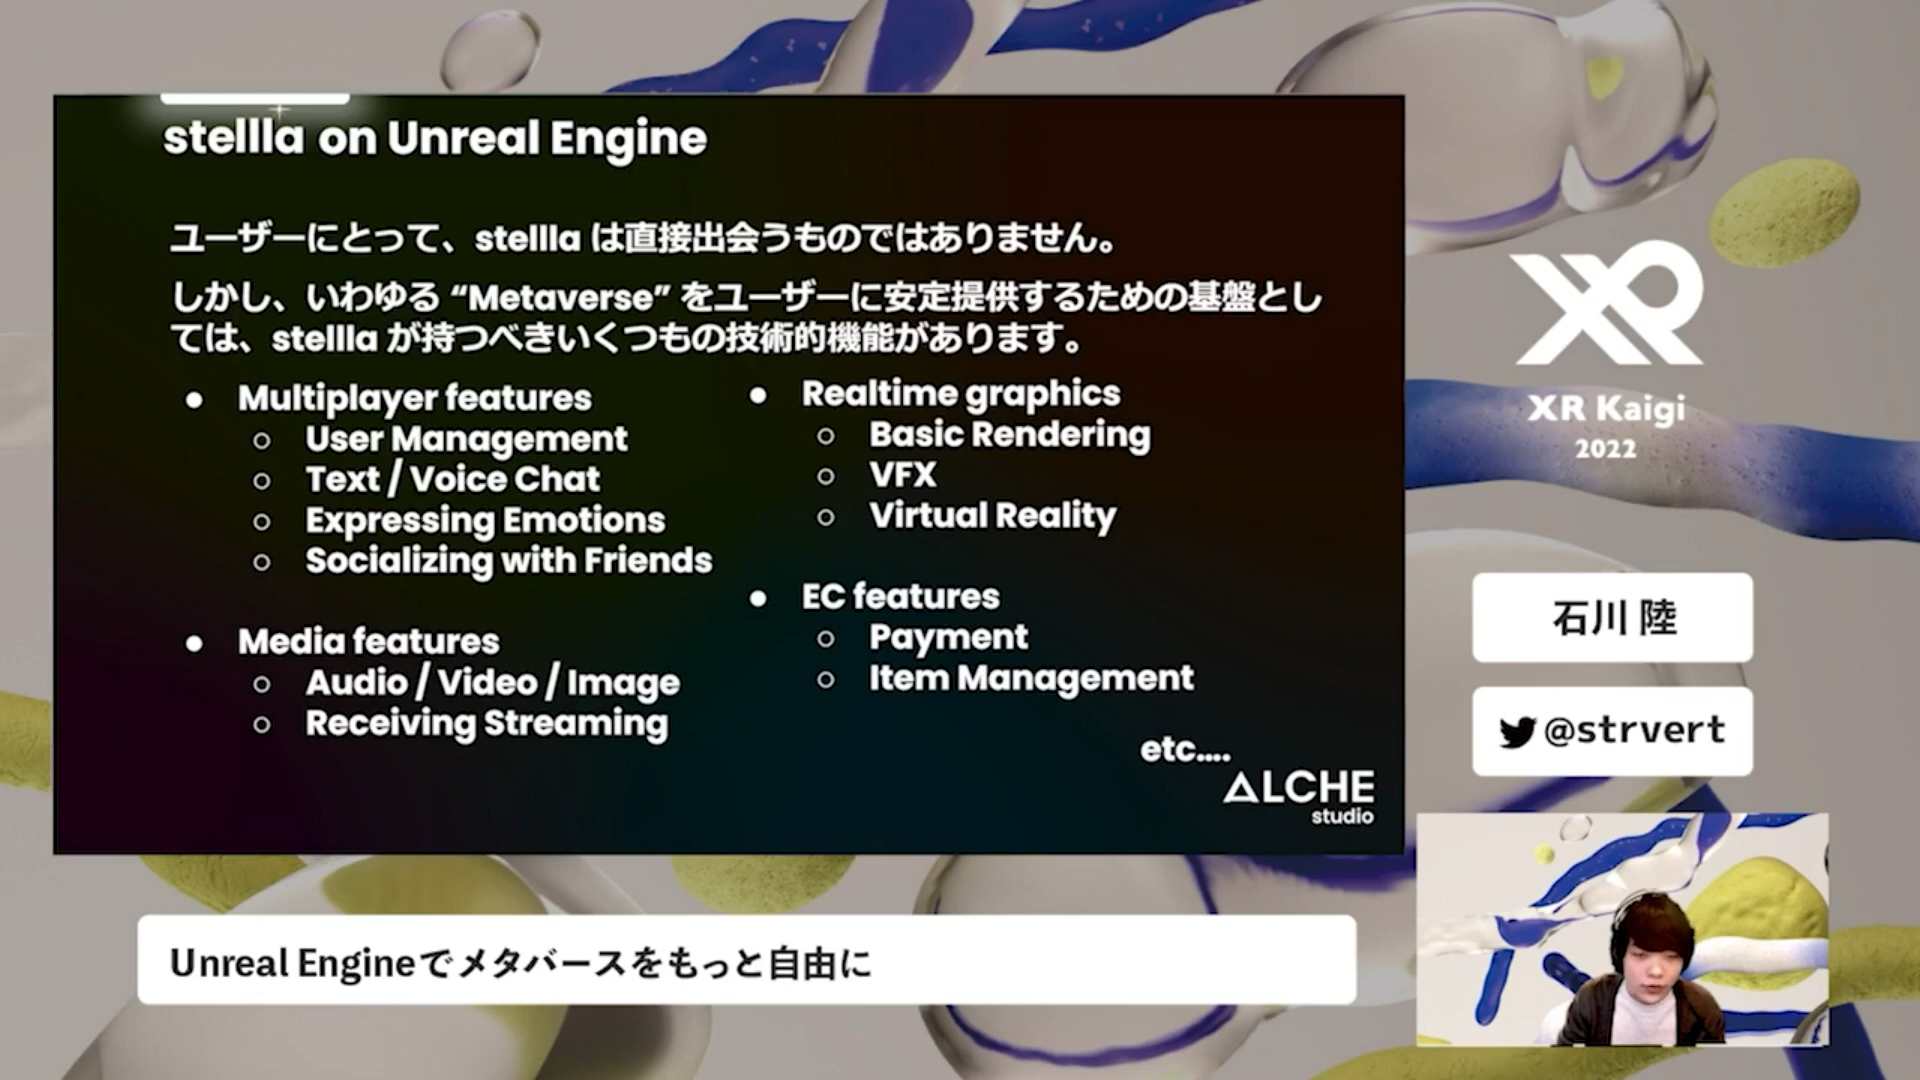 stellla on Unreal Engine
ユーザーにとって、stellla は直接出会うものではありません。
しかし、いわゆる “Metaverse” をユーザーに安定提供するための基盤とし
ては、stellla が持つべきいくつもの技術的機能があります。
● Multiplayer features
○ User Management
○ Text / Voice Chat
○ Expressing Emotions
○ Socializing with Friends
● Media features
○ Audio / Video / Image
○ Receiving Streaming
● Realtime graphics
○ Basic Rendering
○ VFX
○ Virtual Reality
● EC features
○ Payment
○ Item Management
etc....
ALCHE
studio
XR
XR Kaigi
2022
石川 陸
@strvert
Unreal Engineでメタバースをもっと自由に